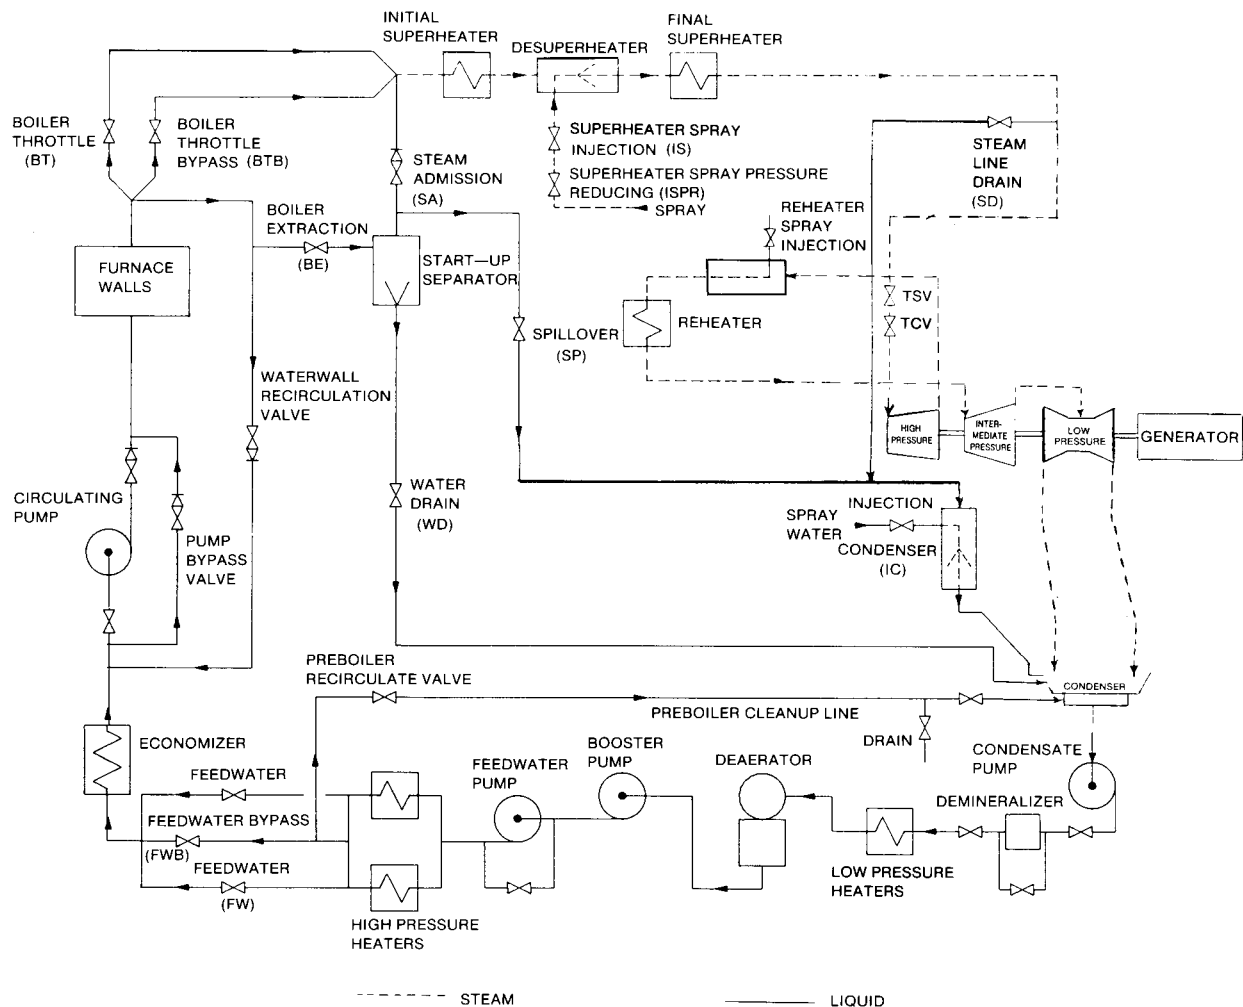 INITIAL
SUPERHEATER
DESUPERHEATER
FINAL
SUPERHEATER
BOILER
THROTTLE
(BT)
BOILER
THROTTLE
BYPASS (BTB)
STEAM
ADMISSION
(SA)
SUPERHEATER SPRAY
INJECTION (IS)
SUPERHEATER SPRAY PRESSURE
REDUCING (ISPR)
SPRAY
STEAM
LINE
DRAIN
(SD)
BOILER
EXTRACTION
(BE)
REHEATER
SPRAY
INJECTION
FURNACE
WALLS
START—UP
SEPARATOR
TSV
TCV
SPILLOVER
(SP)
REHEATER
WATERWALL
RECIRCULATION
VALVE
HIGH
PRESSURE
INTER-
MEDIATE
PRESSURE
LOW
PRESSURE
GENERATOR
CIRCULATING
PUMP
PUMP
BYPASS
VALVE
WATER
DRAIN
(WD)
INJECTION
SPRAY
WATER
CONDENSER
(IC)
PREBOILER
RECIRCULATE VALVE
CONDENSER
PREBOILER CLEANUP LINE
DRAIN
ECONOMIZER
FEEDWATER
FEEDWATER
PUMP
BOOSTER
PUMP
DEAERATOR
CONDENSATE
PUMP
DEMINERALIZER
FEEDWATER BYPASS
(FWB)
FEEDWATER
(FW)
HIGH PRESSURE
HEATERS
LOW PRESSURE
HEATERS
STEAM
LIQUID